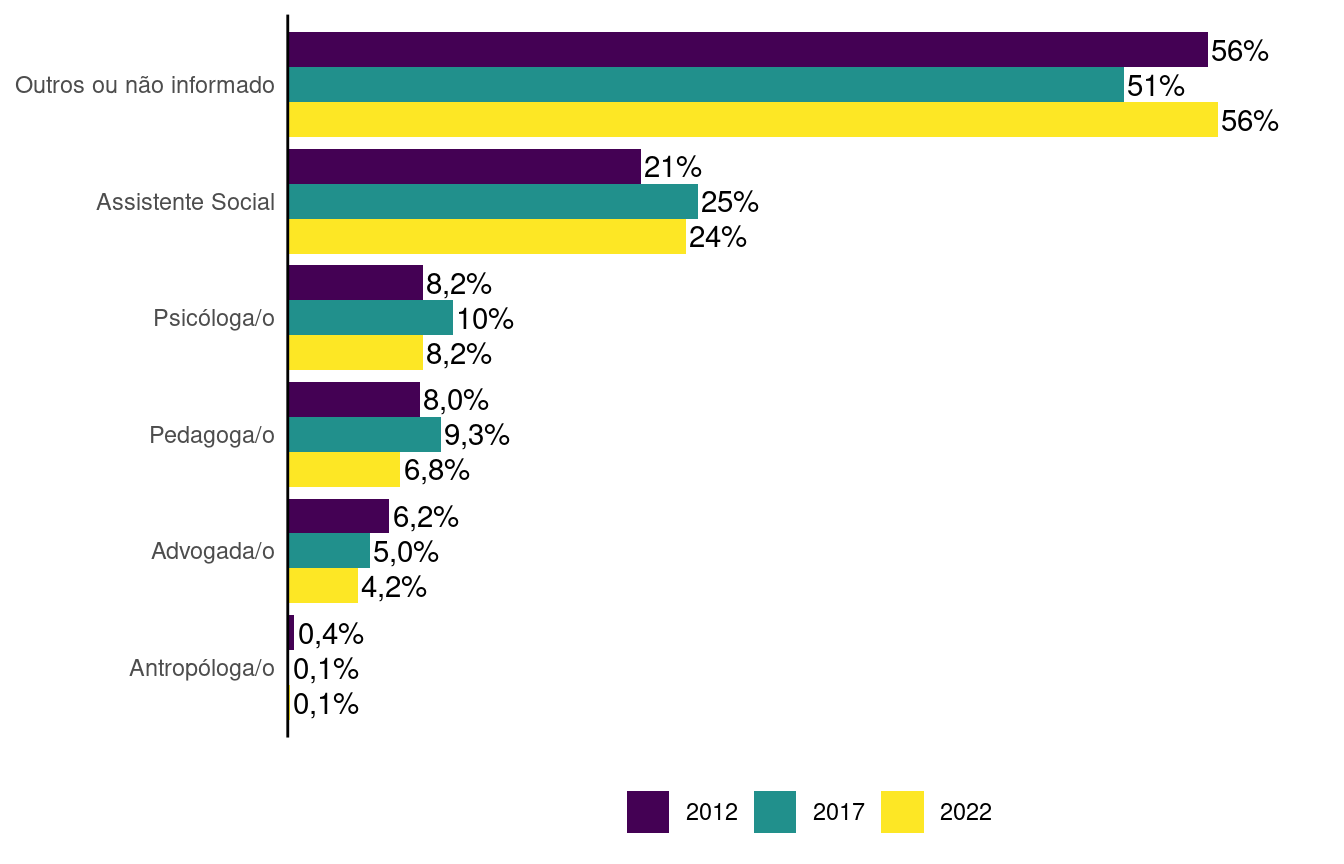 56%
Outros ou não informado
51%
56%
21%
Assistente Social
25%
24%
8,2%
Psicóloga/o
10%
8,2%
8,0%
Pedagoga/o
9,3%
6,8%
6,2%
Advogada/o
5,0%
4,2%
0,4%
Antropóloga/o
0,1%
0,1%
2012 2017 2022